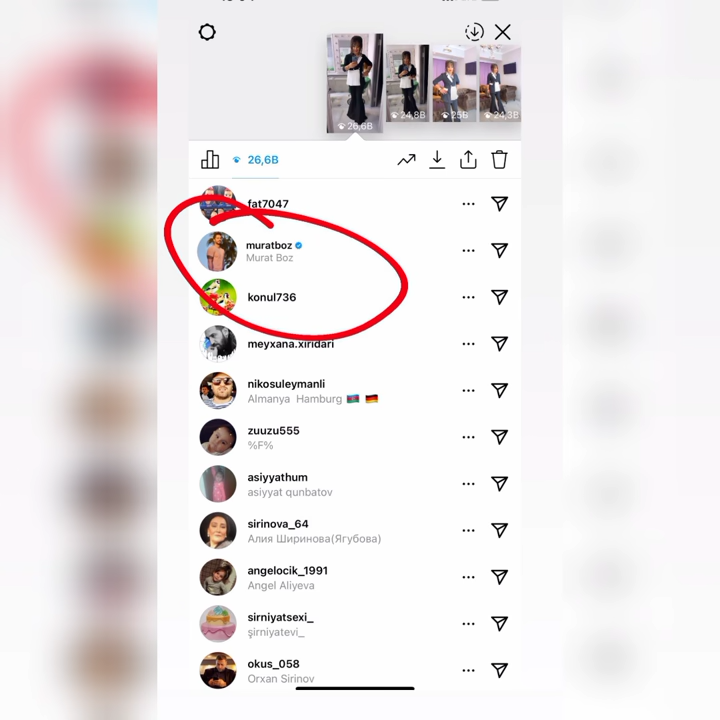 26,6B
24,8B
25B
24,3B
26,6B
fat7047
muratboz
Murat Boz
konul736
meyxana.xiridari
nikosuleymanli
Almanya Hamburg
zuuzu555
%F%
asiyyathum
asiyyat qunbatov
sirinova_64
Алия Ширинова(Ягубова)
angelocik_1991
Angel Aliyeva
sirniyatsexi_
şirniyatevi_
okus_058
Orxan Sirinov